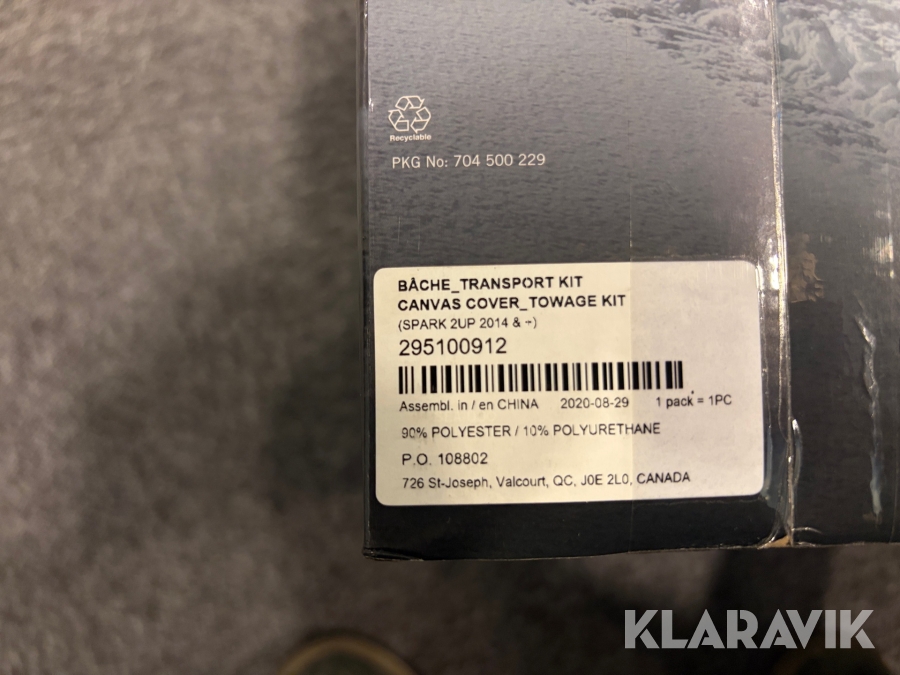 Recyclable
PKG No: 704 500 229
BÂCHE_TRANSPORT KIT
CANVAS COVER_TOWAGE KIT
(SPARK 2UP 2014 & +)
295100912
Assembl. in / en CHINA 2020-08-29 1 pack = 1PC
90% POLYESTER / 10% POLYURETHANE
P.O. 108802
726 St-Joseph, Valcourt, QC, J0E 2L0, CANADA
KLARAVIK